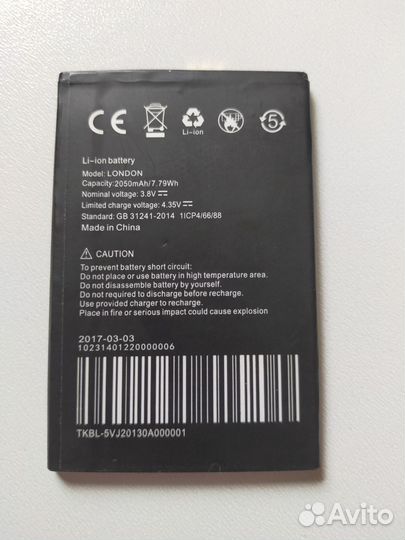 CE Li-ion 5
Li-ion battery
Model: LONDON
Capacity: 2050mAh/7.79Wh
Nominal voltage: 3.8V⎓
Limited charge voltage: 4.35V⎓
Standard: GB 31241-2014 1ICP4/66/88
Made in China
CAUTION
To prevent battery short circuit:
Do not place or use battery in high temperature area.
Do not disassemble battery by yourself.
Do not required to discharge before recharge.
Use provided charger to recharge.
Place in fire or serious impact could cause explosion
2017-03-03
10231401220000006
TKBL-5VJ20130A000001
Avito